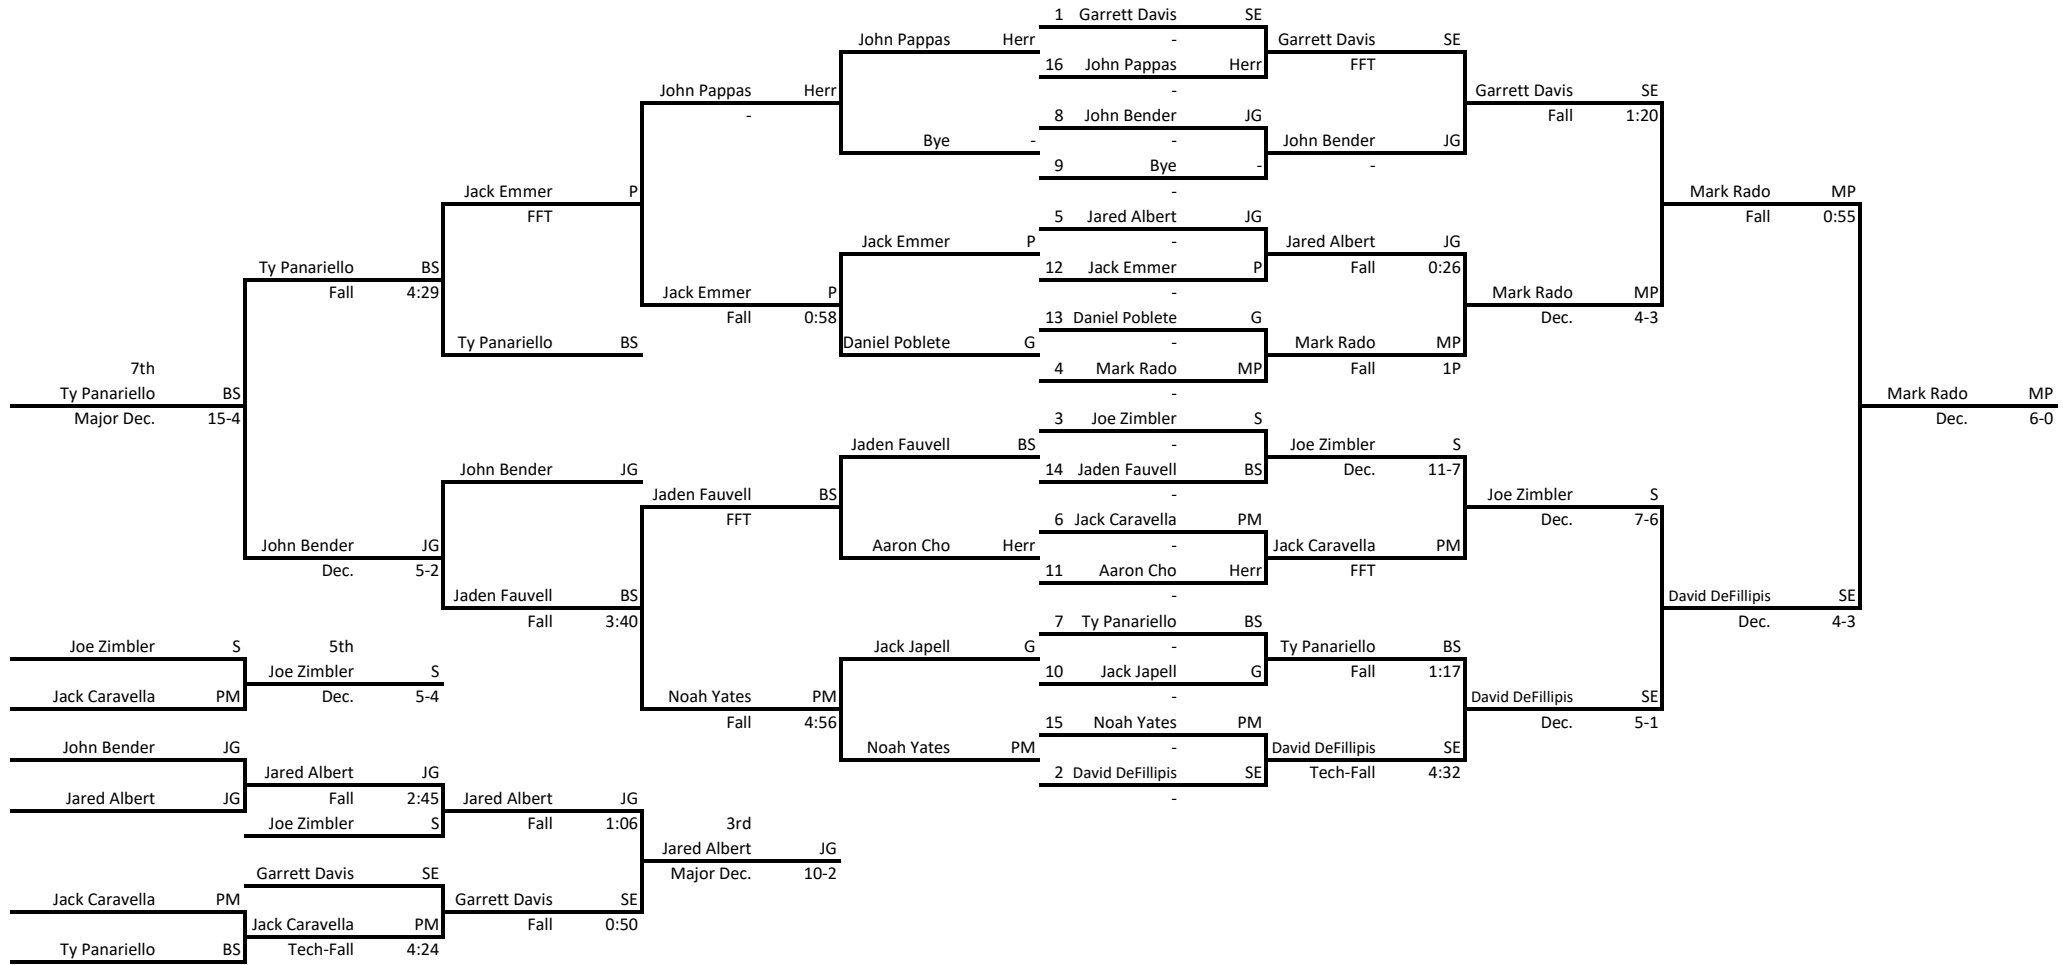 1 Garrett Davis SE
John Pappas Herr - Garrett Davis SE
16 John Pappas Herr FFT
John Pappas Herr - Garrett Davis SE
- 8 John Bender JG Fall 1:20
Bye - - John Bender JG
9 Bye - -
Jack Emmer P - Mark Rado MP
FFT 5 Jared Albert JG Fall 0:55
Jack Emmer P - Jared Albert JG
Ty Panariello BS 12 Jack Emmer P Fall 0:26
Fall 4:29 Jack Emmer P - Mark Rado MP
Fall 0:58 13 Daniel Poblete G Dec. 4-3
Ty Panariello BS Daniel Poblete G - Mark Rado MP
7th 4 Mark Rado MP Fall 1P
Ty Panariello BS - Mark Rado MP
Major Dec. 15-4 3 Joe Zimbler S Dec. 6-0
Jaden Fauvell BS - Joe Zimbler S
John Bender JG 14 Jaden Fauvell BS Dec. 11-7
Jaden Fauvell BS - Joe Zimbler S
FFT 6 Jack Caravella PM Dec. 7-6
John Bender JG Aaron Cho Herr - Jack Caravella PM
Dec. 5-2 11 Aaron Cho Herr FFT
Jaden Fauvell BS - David DeFillipis SE
Fall 3:40 7 Ty Panariello BS Dec. 4-3
Joe Zimbler S 5th Jack Japell G - Ty Panariello BS
Joe Zimbler S 10 Jack Japell G Fall 1:17
Jack Caravella PM Dec. 5-4 Noah Yates PM - David DeFillipis SE
Fall 4:56 15 Noah Yates PM Dec. 5-1
John Bender JG Noah Yates PM - David DeFillipis SE
Jared Albert JG 2 David DeFillipis SE Tech-Fall 4:32
Jared Albert JG Fall 2:45 Jared Albert JG -
Joe Zimbler S Fall 1:06 3rd
Jared Albert JG
Garrett Davis SE Major Dec. 10-2
Jack Caravella PM Garrett Davis SE
Jack Caravella PM Fall 0:50
Ty Panariello BS Tech-Fall 4:24